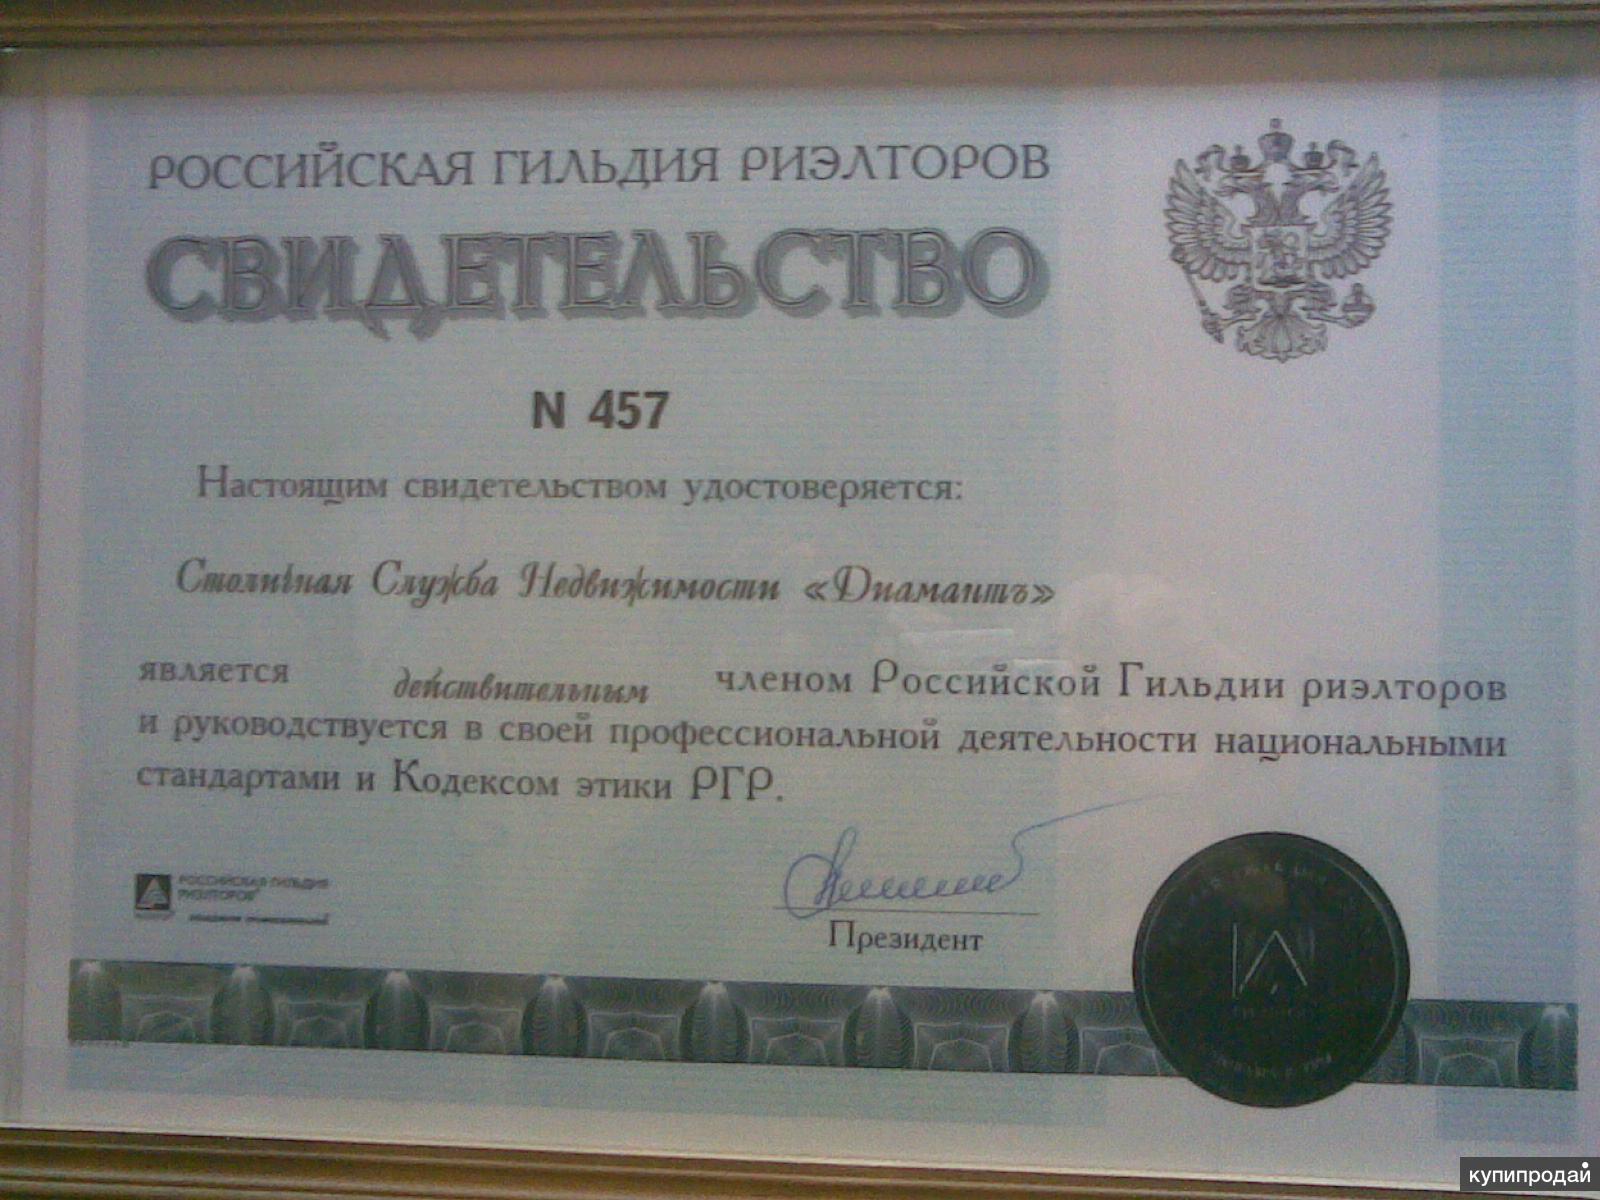 РОССИЙСКАЯ ГИЛЬДИЯ РИЭЛТОРОВ
СВИДЕТЕЛЬСТВО
N 457
Настоящим свидетельством удостоверяется:
Столичная Служба Недвижимости «Диамантъ»
является действительным членом Российской Гильдии риэлторов
и руководствуется в своей профессиональной деятельности национальными
стандартами и Кодексом этики РГР.
РОССИЙСКАЯ ГИЛЬДИЯ
РИЭЛТОРОВ
Президент
купипродай